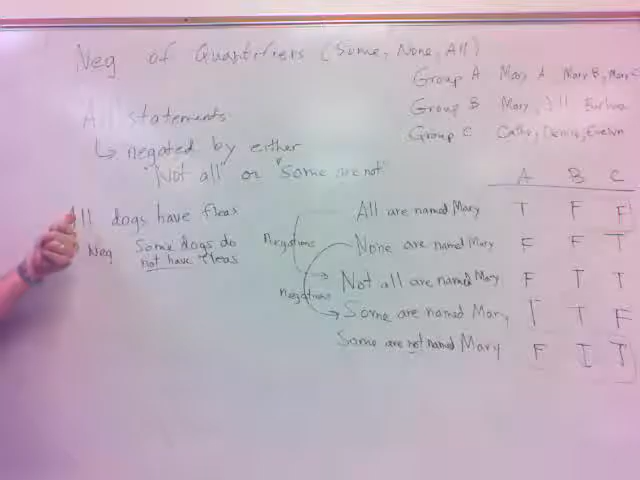 Neg of Quantifiers (Some, None, All)
Group A Mary A Mary B, Mary C
Group B Mary, Jill Barbara
Group C Cathy, Denise, Evelyn
All statements
↳ negated by either
"Not all" or "Some are not"
A B C
All dogs have fleas
Neg Some dogs do
not have fleas
Negations
Negations
All are named Mary T F F
None are named Mary F F T
Not all are named Mary F T T
Some are named Mary T T F
Some are not named Mary F T T